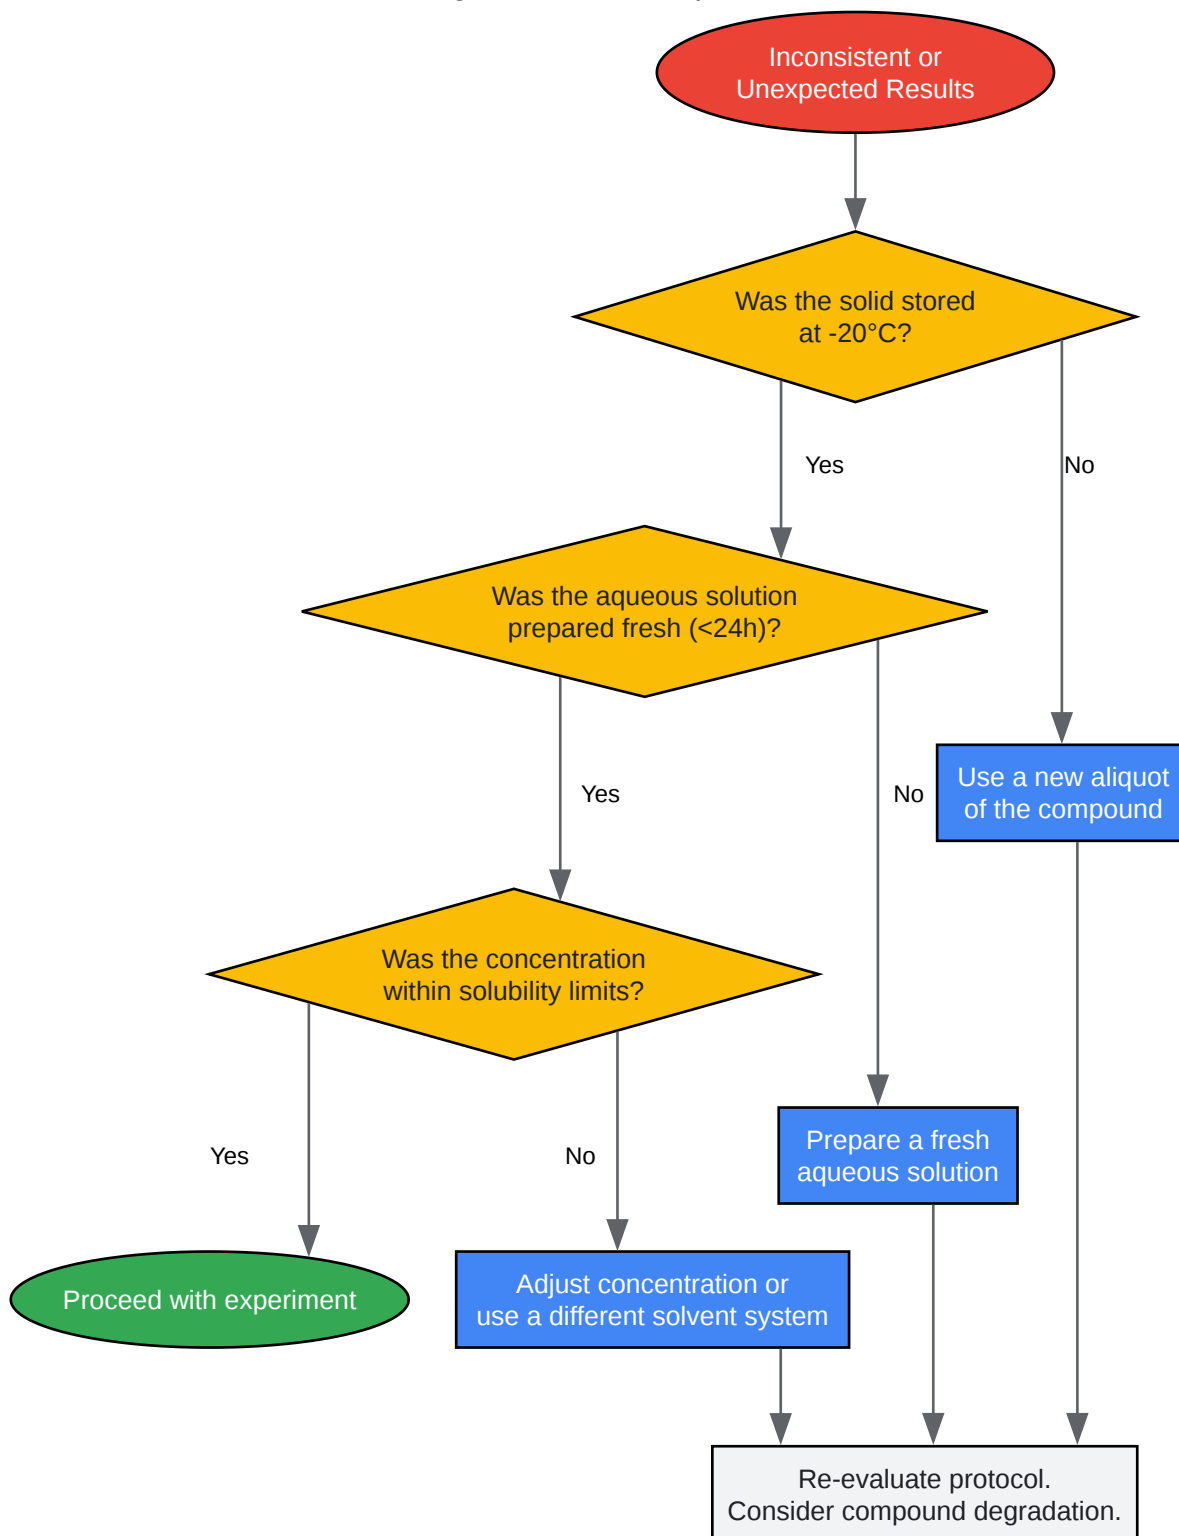 Inconsistent or
Unexpected Results
Was the solid stored
at -20°C?
Yes
No
Was the aqueous solution
prepared fresh (<24h)?
Yes
No
Use a new aliquot
of the compound
Was the concentration
within solubility limits?
Yes
No
Prepare a fresh
aqueous solution
Proceed with experiment
Adjust concentration or
use a different solvent system
Re-evaluate protocol.
Consider compound degradation.